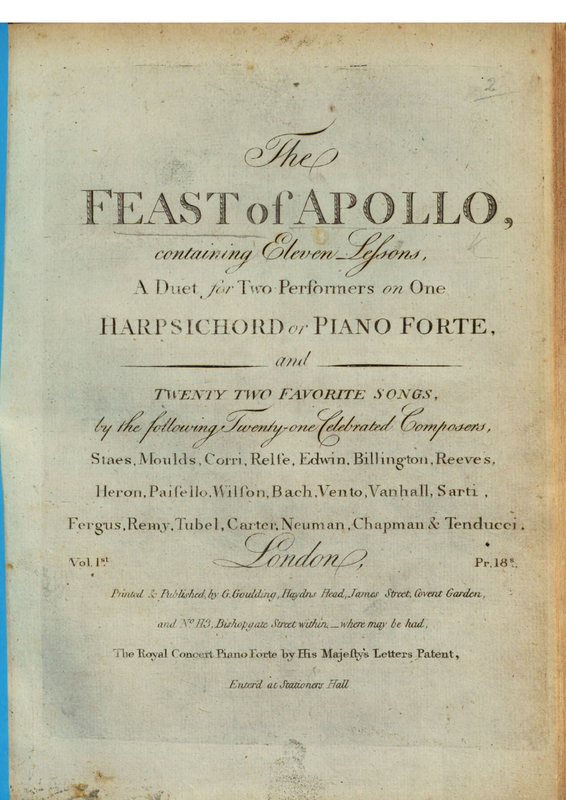 2
The
FEAST of APOLLO,
containing Eleven Leſsons,
A Duet, for Two Performers on One
HARPSICHORD or PIANO FORTE,
and
TWENTY TWO FAVORITE SONGS,
by the following Twenty-one Celebrated Composers,
Staes, Moulds, Corri, Relfe, Edwin, Billington, Reeves,
Heron, Paiſello, Wilſon, Bach, Vento, Vanhall, Sarti,
Fergus, Remy, Tubel, Carter, Neuman, Chapman & Tenducci.
Vol. 1st. London, Pr. 18s.
Printed & Published, by G. Goulding, Haydns Head, James Street, Covent Garden,
and No. 113, Bishopgate Street within, _ where may be had,
The Royal Concert Piano Forte by His Majeſty's Letters Patent,
Enter'd at Stationers Hall